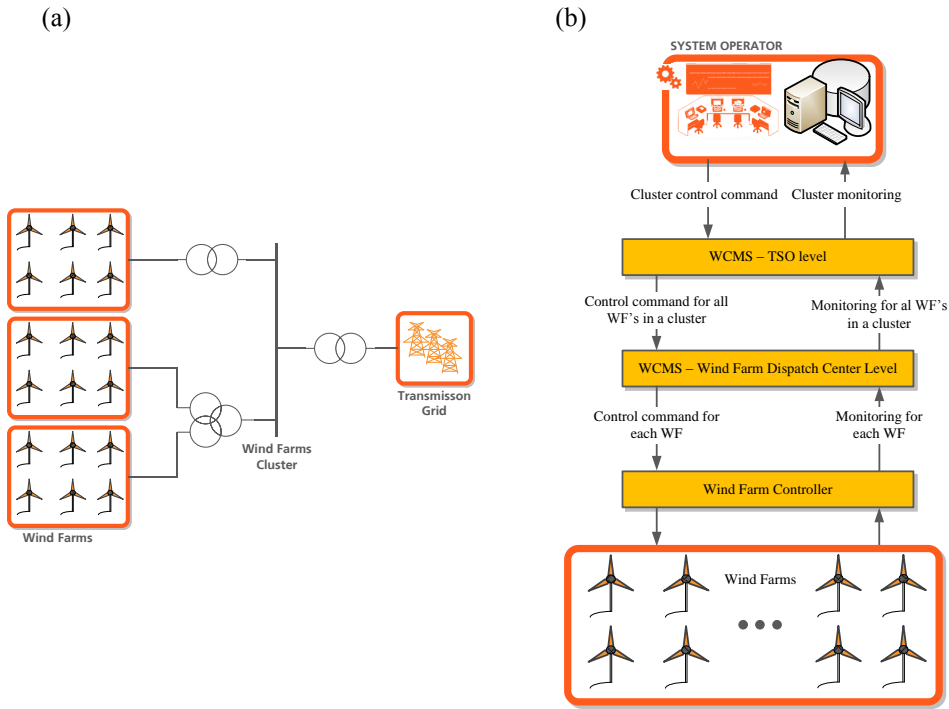 (a)
Wind Farms
Wind Farms
Cluster
Transmisson
Grid
(b)
SYSTEM OPERATOR
Cluster control command
Cluster monitoring
WCMS – TSO level
Control command for all
WF's in a cluster
Monitoring for al WF's
in a cluster
WCMS – Wind Farm Dispatch Center Level
Control command for
each WF
Monitoring for
each WF
Wind Farm Controller
Wind Farms